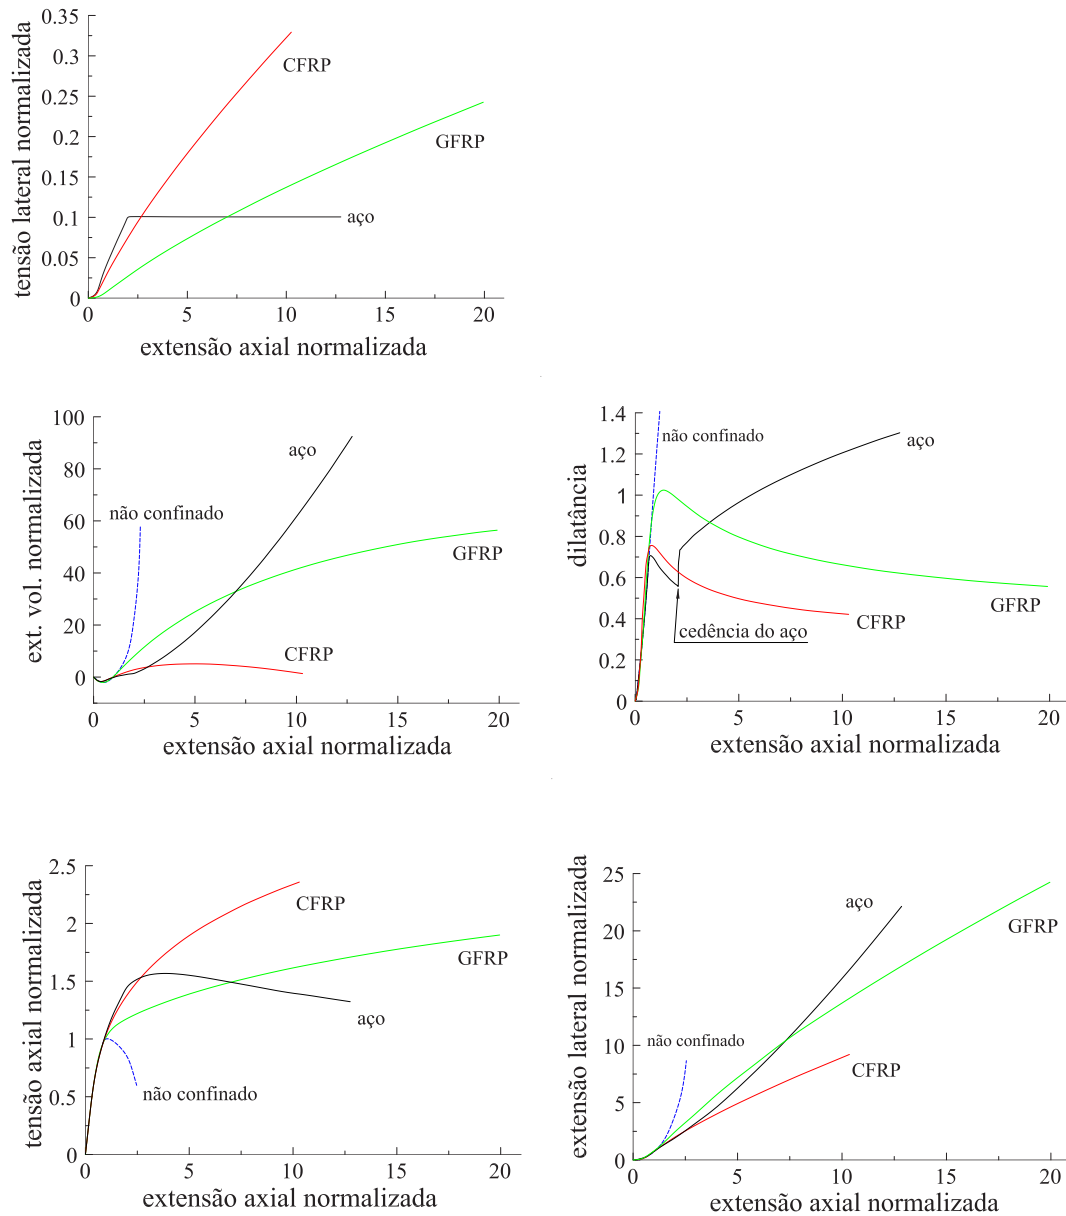 0.35
0.3
0.25
0.2
0.15
0.1
0.05
0
tensão lateral normalizada
CFRP
GFRP
aço
0 5 10 15 20
extensão axial normalizada
100
80
60
40
20
0
ext. vol. normalizada
não confinado
aço
GFRP
CFRP
0 5 10 15 20
extensão axial normalizada
1.4
1.2
1
0.8
0.6
0.4
0.2
0
dilatância
não confinado
aço
GFRP
CFRP
cedência do aço
0 5 10 15 20
extensão axial normalizada
2.5
2
1.5
1
0.5
0
tensão axial normalizada
CFRP
GFRP
aço
não confinado
0 5 10 15 20
extensão axial normalizada
25
20
15
10
5
0
extensão lateral normalizada
aço
GFRP
não confinado
CFRP
0 5 10 15 20
extensão axial normalizada